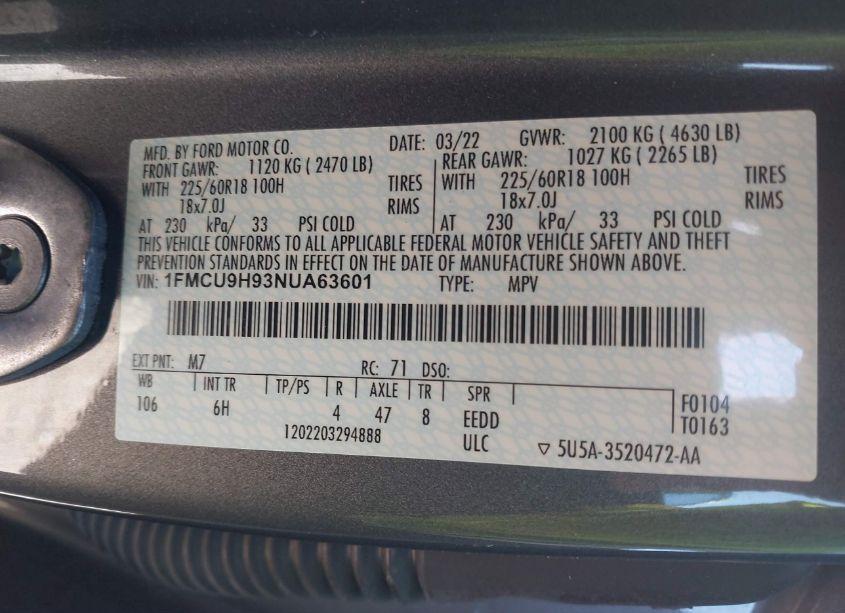 MFD. BY FORD MOTOR CO. DATE: 03/22 GVWR: 2100 KG ( 4630 LB)
FRONT GAWR: 1120 KG ( 2470 LB) REAR GAWR: 1027 KG ( 2265 LB)
WITH 225/60R18 100H TIRES WITH 225/60R18 100H TIRES
18x7.0J RIMS 18x7.0J RIMS
AT 230 kPa/ 33 PSI COLD AT 230 kPa/ 33 PSI COLD
THIS VEHICLE CONFORMS TO ALL APPLICABLE FEDERAL MOTOR VEHICLE SAFETY AND THEFT
PREVENTION STANDARDS IN EFFECT ON THE DATE OF MANUFACTURE SHOWN ABOVE.
VIN: 1FMCU9H93NUA63601 TYPE: MPV
EXT PNT: M7 RC: 71 DSO:
WB INT TR TP/PS R AXLE TR SPR
106 6H 4 47 8 EEDD F0104
1202203294888 ULC T0163
▽ 5U5A-3520472-AA